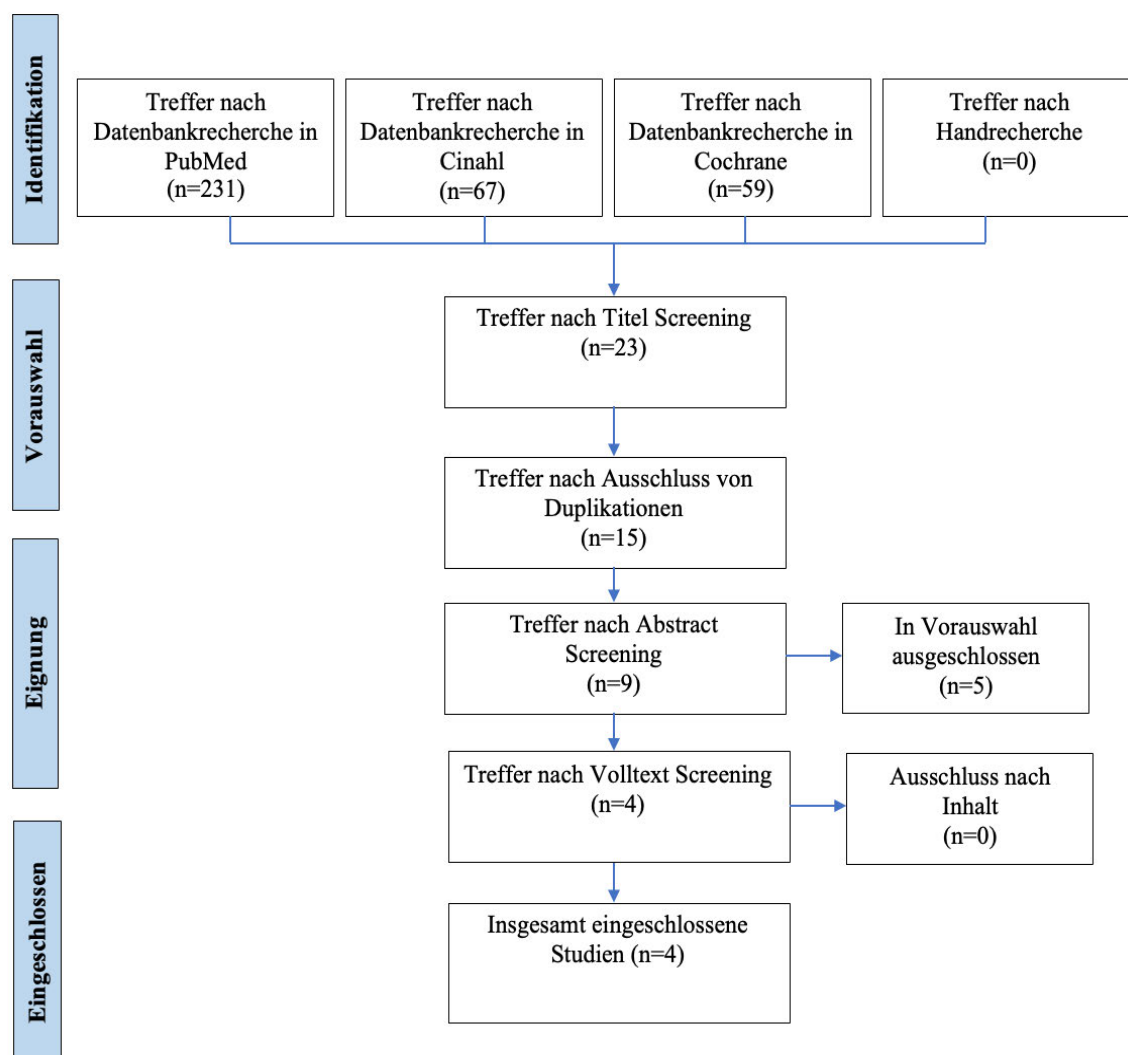 Identifikation
Treffer nach
Datenbankrecherche in
PubMed
(n=231)
Treffer nach
Datenbankrecherche in
Cinahl
(n=67)
Treffer nach
Datenbankrecherche in
Cochrane
(n=59)
Treffer nach
Handrecherche
(n=0)
Vorauswahl
Treffer nach Titel Screening
(n=23)
Treffer nach Ausschluss von
Duplikationen
(n=15)
Eignung
Treffer nach Abstract
Screening
(n=9)
In Vorauswahl
ausgeschlossen
(n=5)
Treffer nach Volltext Screening
(n=4)
Ausschluss nach
Inhalt
(n=0)
Eingeschlossen
Insgesamt eingeschlossene
Studien (n=4)